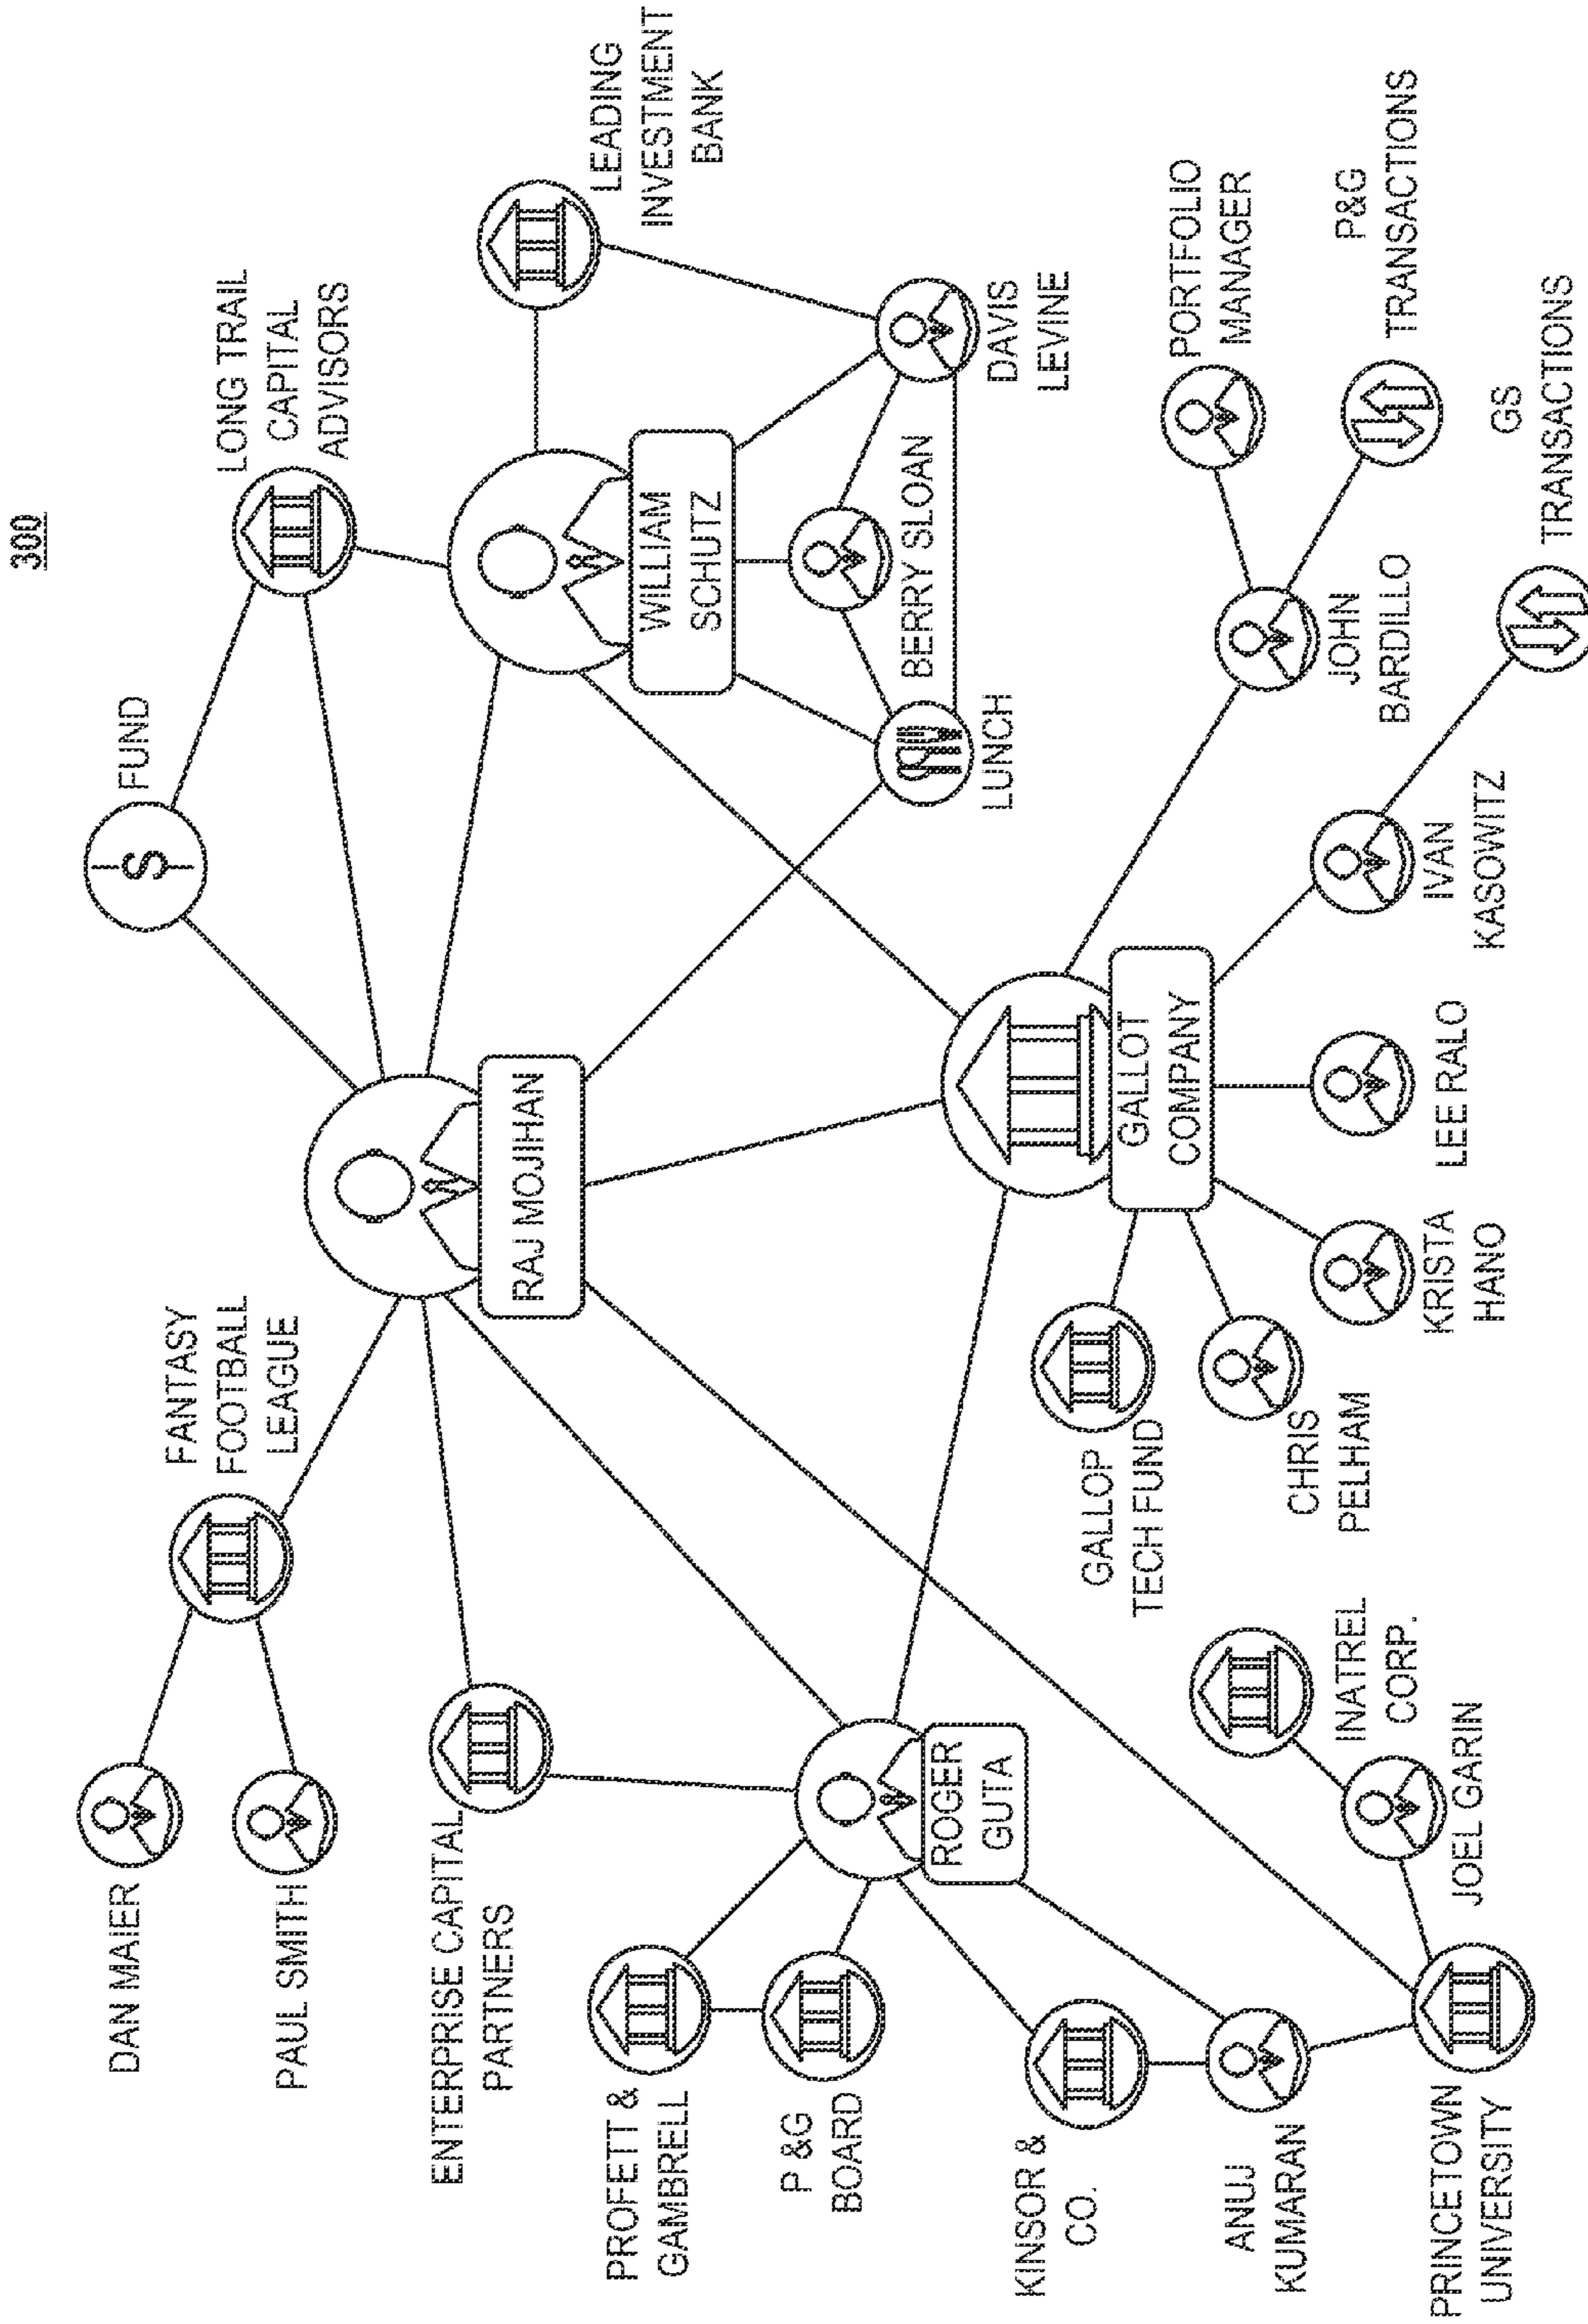 300
DAN MAIER
PAUL SMITH
FANTASY
FOOTBALL
LEAGUE
FUND
LONG TRAIL
CAPITAL
ADVISORS
ENTERPRISE CAPITAL
PARTNERS
RAJ MOJIHAN
WILLIAM
SCHUTZ
LEADING
INVESTMENT
BANK
PROFETT &
GAMBRELL
P &G
BOARD
ROGER
GUTA
BERRY SLOAN
LUNCH
DAVIS
LEVINE
KINSOR &
CO.
ANUJ
KUMARAN
GALLOP
TECH FUND
GALLOT
COMPANY
CHRIS
PELHAM
KRISTA
HANO
LEE RALO
IVAN
KASOWITZ
JOHN
BARDILLO
PORTFOLIO
MANAGER
P&G
TRANSACTIONS
GS
TRANSACTIONS
INATREL
CORP.
JOEL GARIN
PRINCETOWN
UNIVERSITY